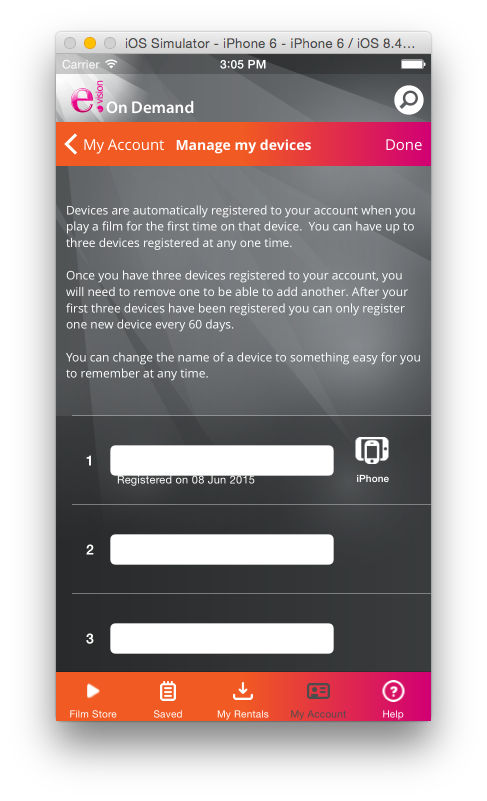 iOS Simulator - iPhone 6 - iPhone 6 / iOS 8.4...
Carrier 3:05 PM
e vision On Demand
My Account Manage my devices Done
Devices are automatically registered to your account when you
play a film for the first time on that device.  You can have up to
three devices registered at any one time.
Once you have three devices registered to your account, you
will need to remove one to be able to add another. After your
first three devices have been registered you can only register
one new device every 60 days.
You can change the name of a device to something easy for you
to remember at any time.
1
Registered on 08 Jun 2015 iPhone
2
3
Film Store Saved My Rentals My Account Help